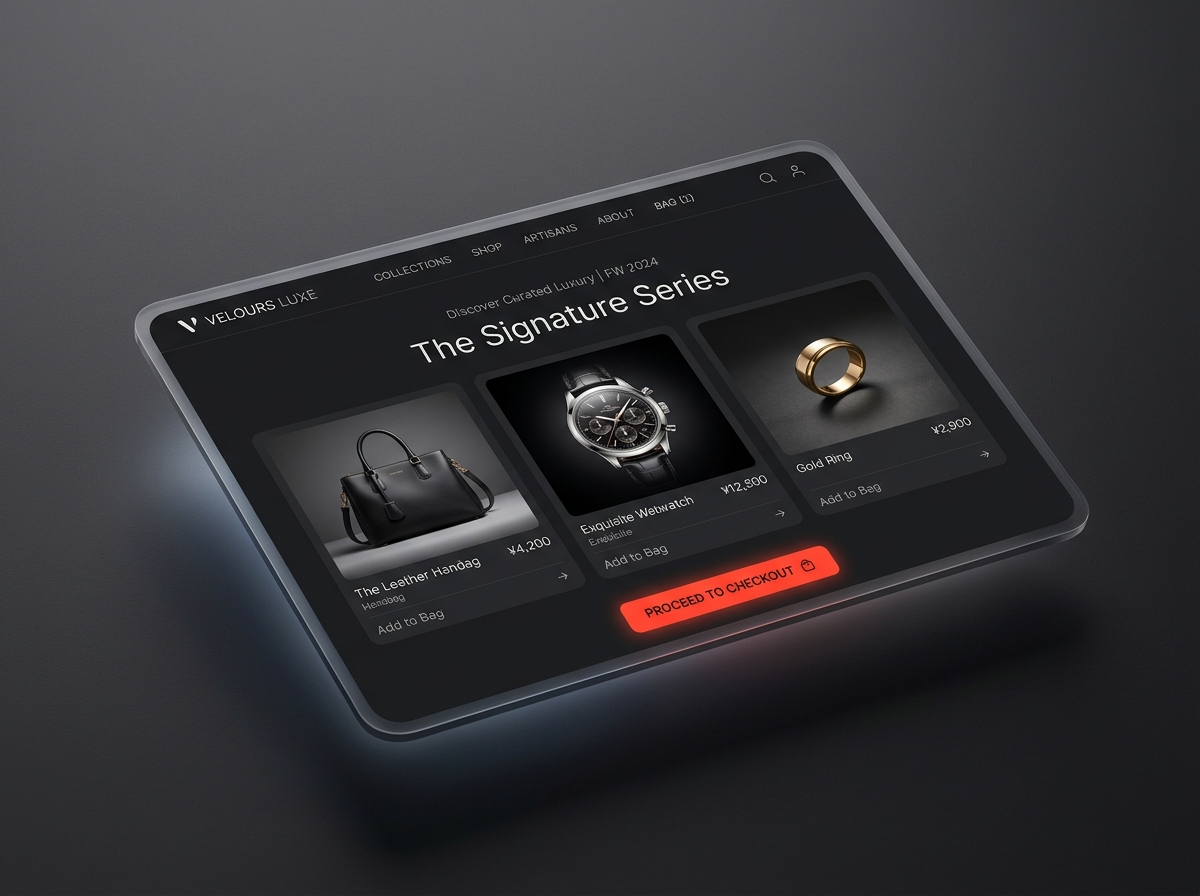 VELOURS LUXE
COLLECTIONS SHOP ARTISANS ABOUT BAG (1)
Discover Curated Luxury | FW 2024
The Signature Series
The Leather Handag ¥4,200
Handbag
Add to Bag
Exquialte Webwatch ¥12,800
Exquisite
Add to Bag
Gold Ring ¥2,900
Add to Bag
PROCEED TO CHECKOUT